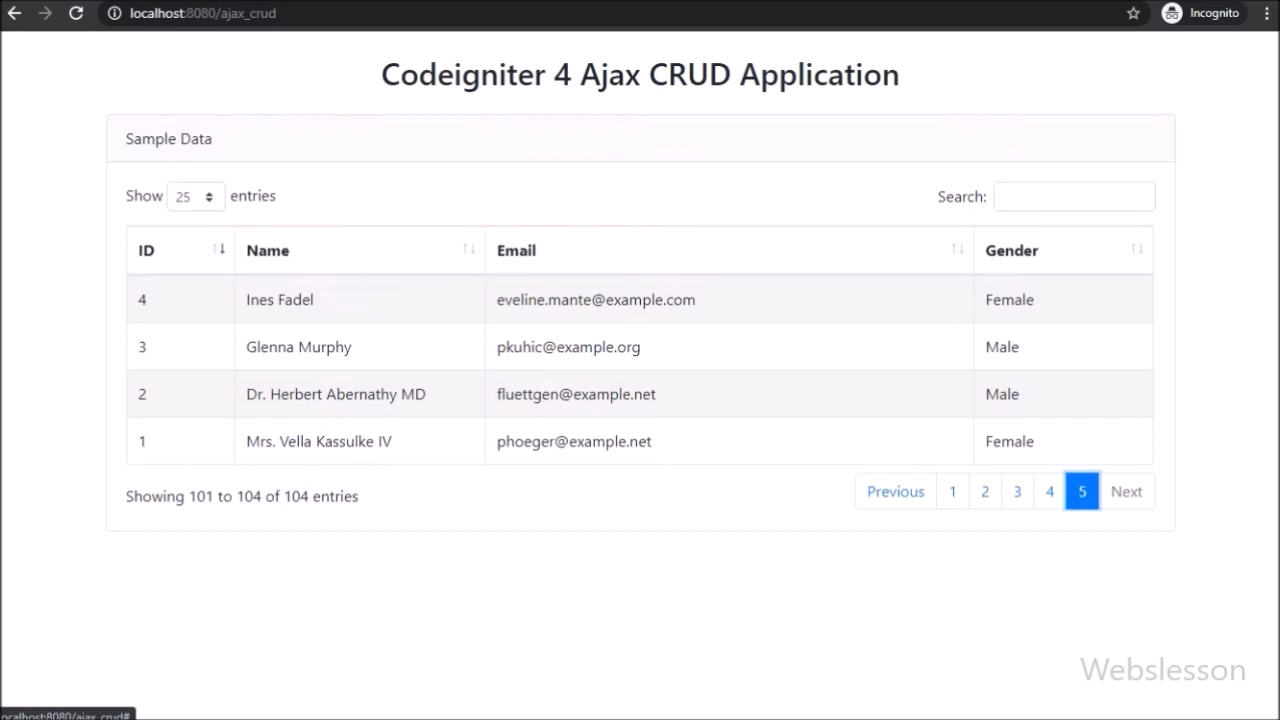 localhost:8080/ajax_crud Incognito
Codeigniter 4 Ajax CRUD Application
Sample Data
Show 25 entries Search:
ID Name Email Gender
4 Ines Fadel eveline.mante@example.com Female
3 Glenna Murphy pkuhic@example.org Male
2 Dr. Herbert Abernathy MD fluettgen@example.net Male
1 Mrs. Vella Kassulke IV phoeger@example.net Female
Showing 101 to 104 of 104 entries Previous 1 2 3 4 5 Next
Webslesson
ocalhost:8080/ajax_crud#